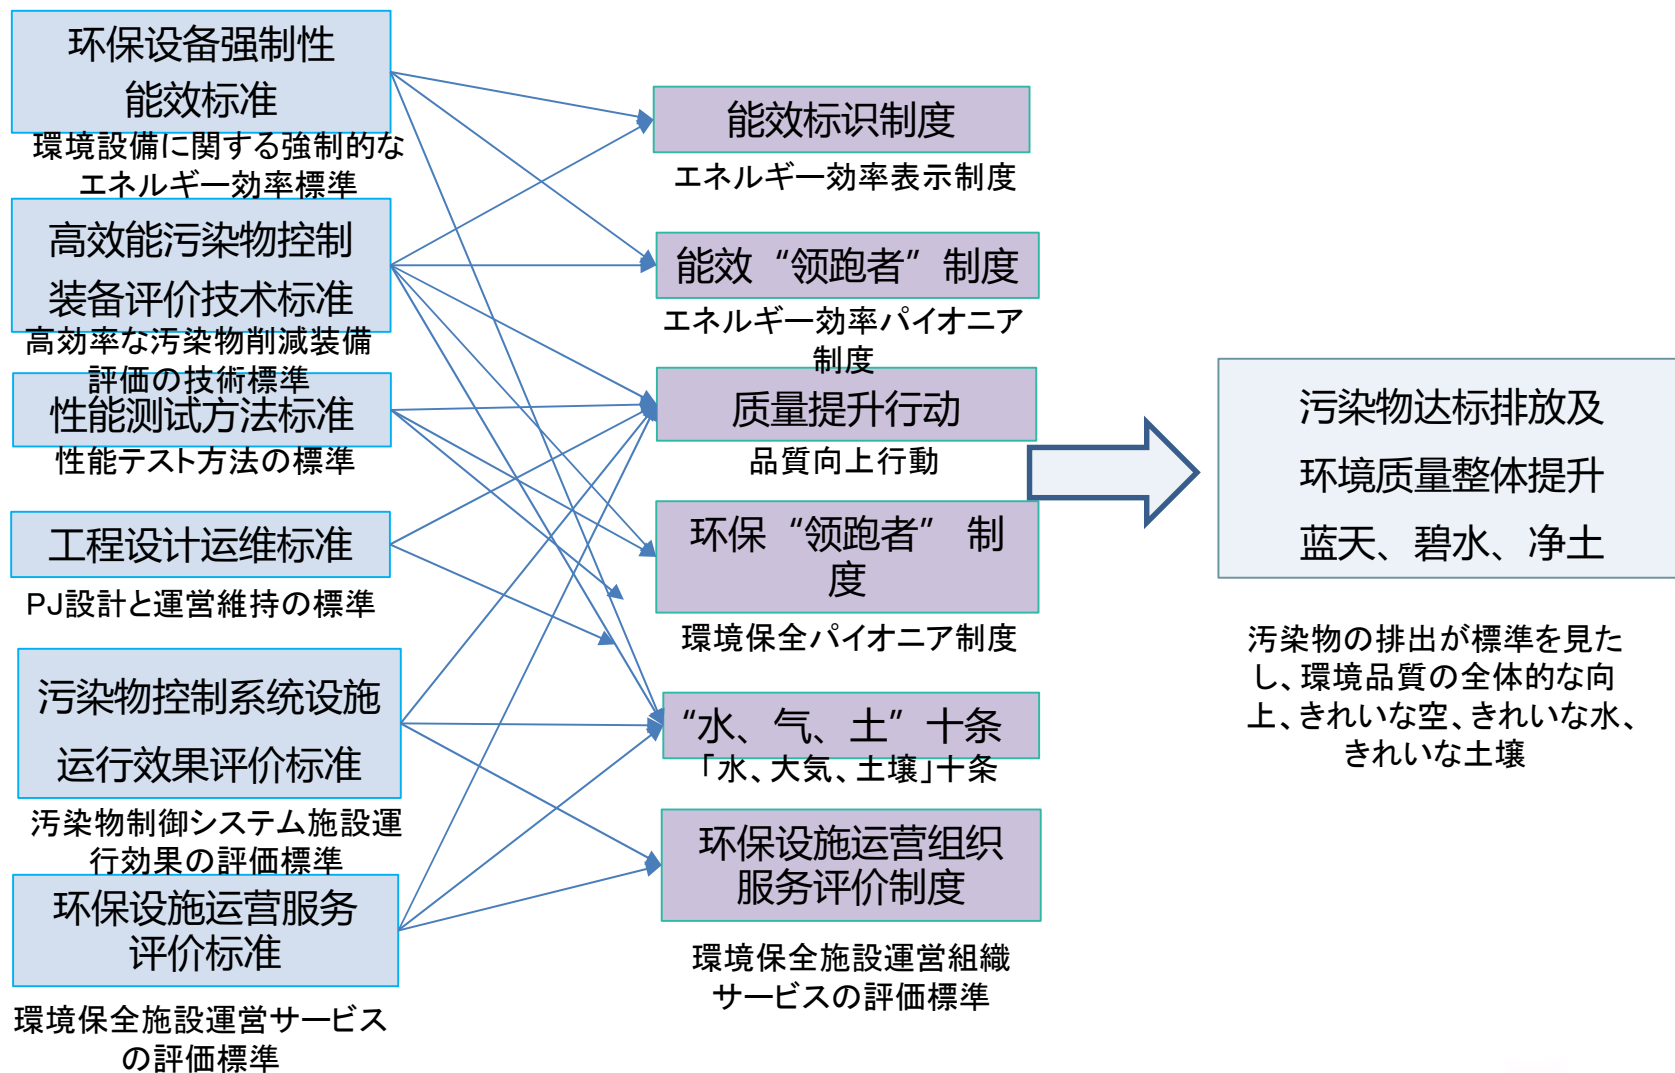 环保设备强制性
能效标准
環境設備に関する強制的な
エネルギー効率標準
高效能污染物控制
装备评价技术标准
高効率な汚染物削減装備
評価の技術標準
性能测试方法标准
性能テスト方法の標準
工程设计运维标准
PJ設計と運営維持の標準
污染物控制系统设施
运行效果评价标准
汚染物制御システム施設運
行効果の評価標準
环保设施运营服务
评价标准
環境保全施設運営サービス
の評価標準
能效标识制度
エネルギー効率表示制度
能效“领跑者”制度
エネルギー効率パイオニア
制度
质量提升行动
品質向上行動
环保“领跑者” 制
度
環境保全パイオニア制度
“水、气、土”十条
「水、大気、土壌」十条
环保设施运营组织
服务评价制度
環境保全施設運営組織
サービスの評価標準
污染物达标排放及
环境质量整体提升
蓝天、碧水、净土
汚染物の排出が標準を見た
し、環境品質の全体的な向
上、きれいな空、きれいな水、
きれいな土壌